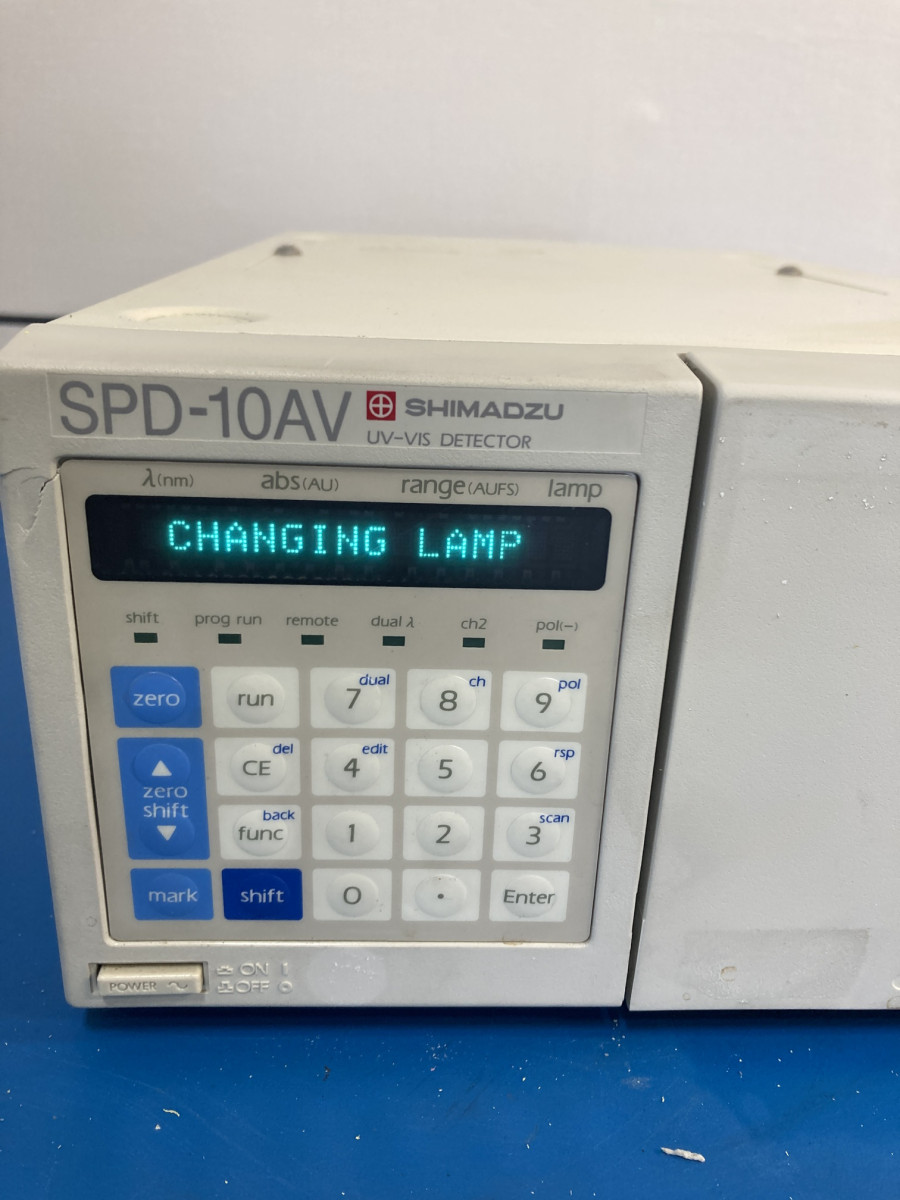 SPD-10AV SHIMADZU
UV-VIS DETECTOR
λ(nm) abs(AU) range(AUFS) lamp
CHANGING LAMP
shift prog run remote dual λ ch2 pol(−)
zero run 7 dual 8 ch 9 pol
CE del 4 edit 5 6 rsp
zero shift
func back 1 2 3 scan
mark shift 0 . Enter
POWER ON I
OFF O